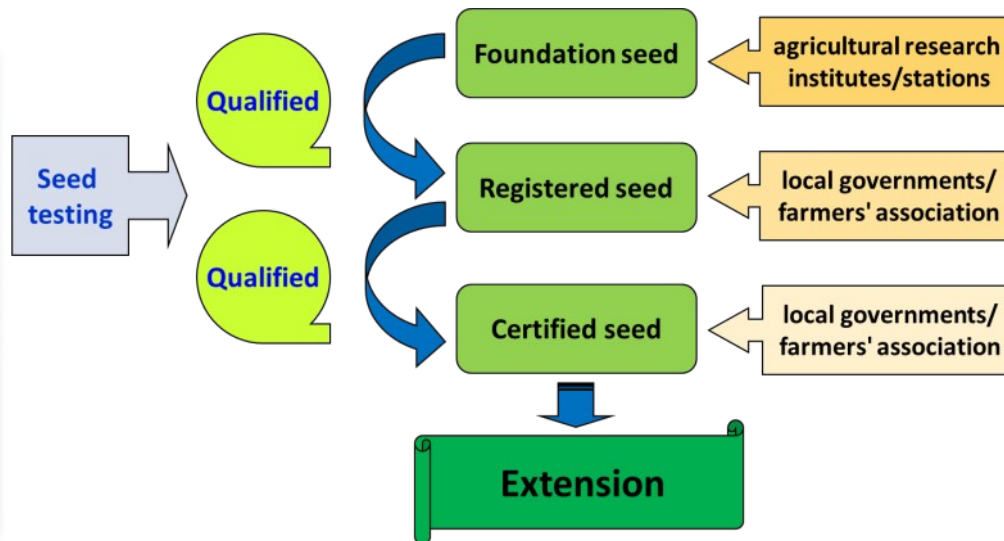 Foundation seed
agricultural research
institutes/stations
Qualified
Seed
testing
Registered seed
local governments/
farmers' association
Qualified
Certified seed
local governments/
farmers' association
Extension